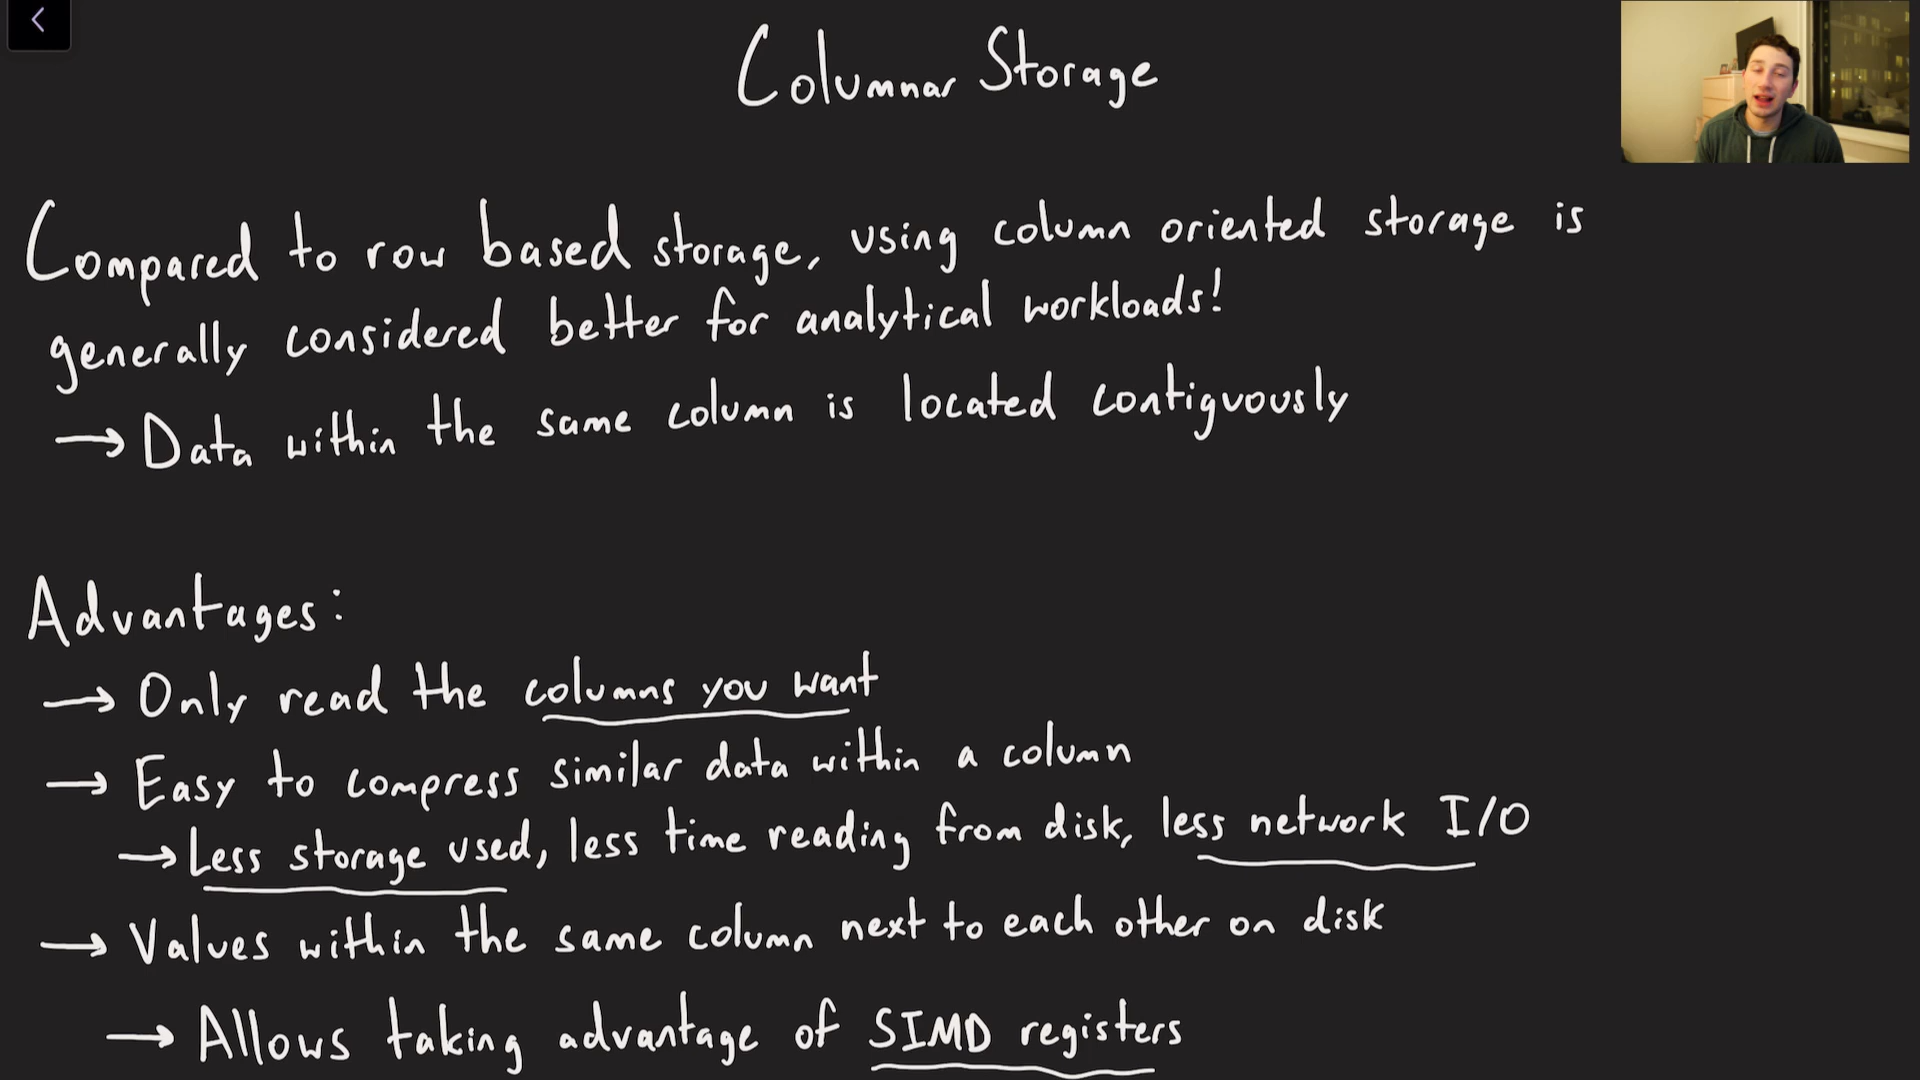 Columnar Storage
Compared to row based storage, using column oriented storage is
generally considered better for analytical workloads!
→ Data within the same column is located contiguously
Advantages:
→ Only read the columns you want
→ Easy to compress similar data within a column
→ Less storage used, less time reading from disk, less network I/O
→ Values within the same column next to each other on disk
→ Allows taking advantage of SIMD registers